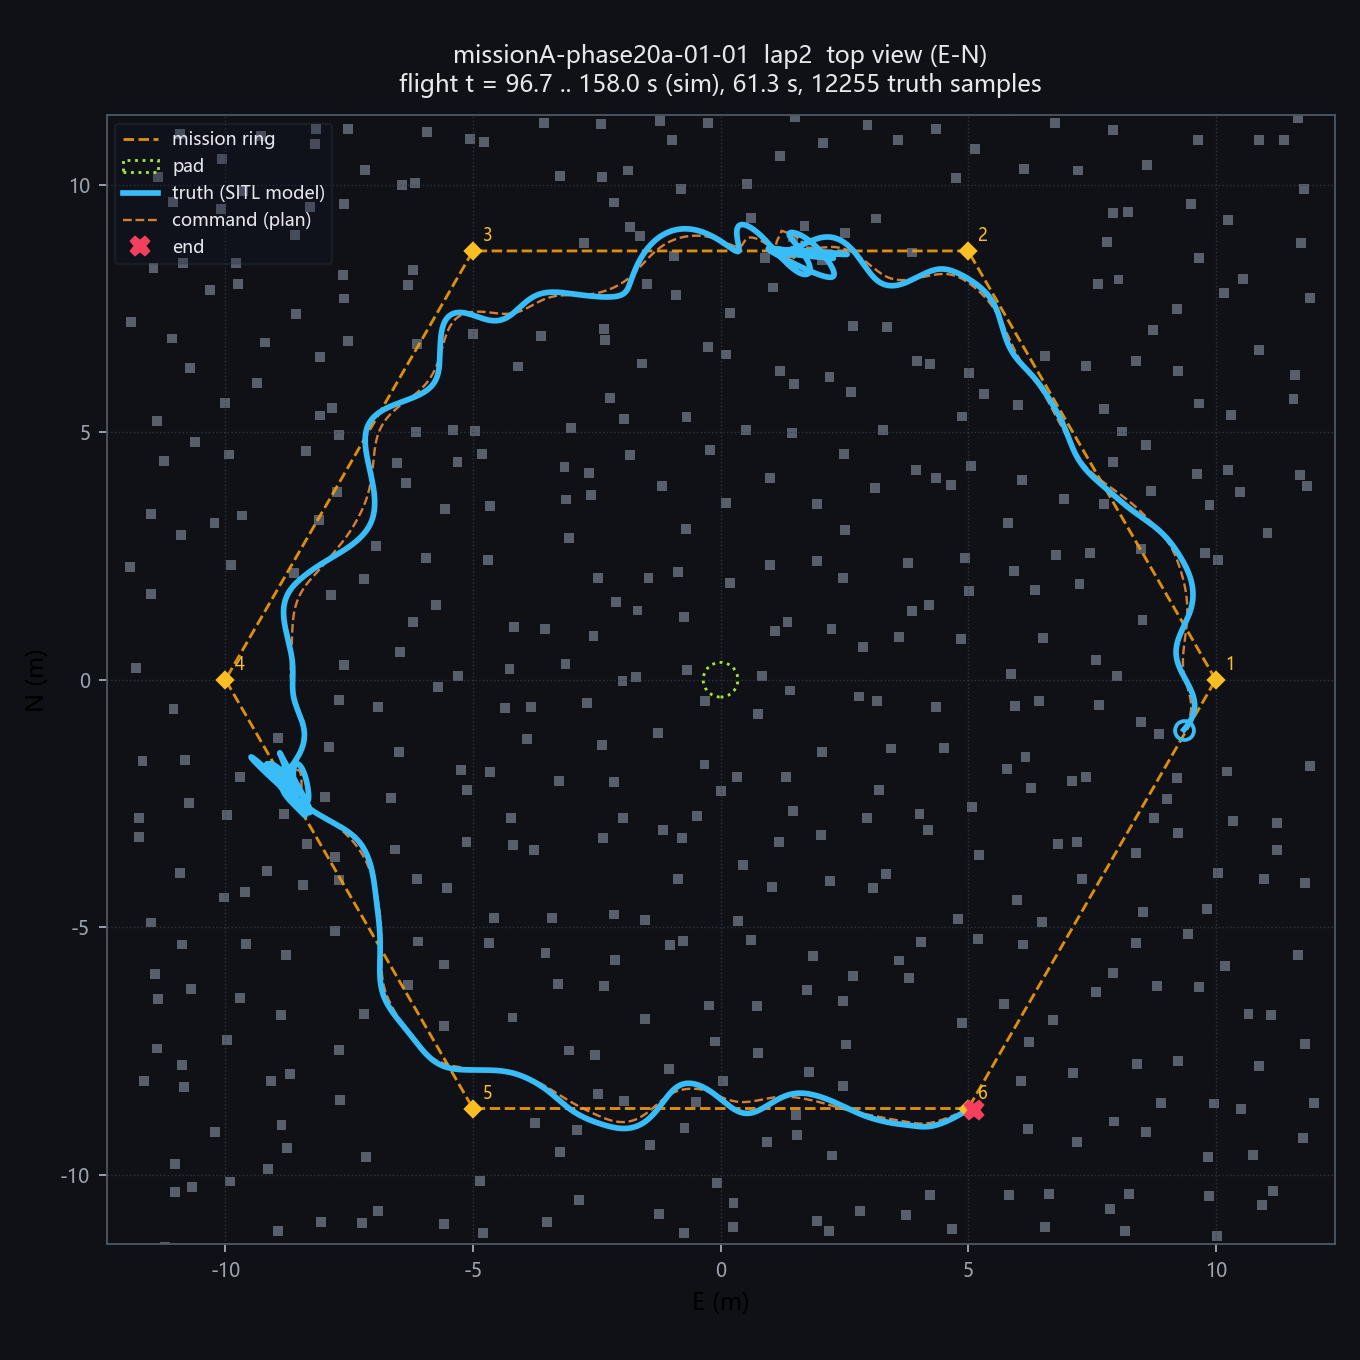 missionA-phase20a-01-01 lap2 top view (E-N)
flight t = 96.7 .. 158.0 s (sim), 61.3 s, 12255 truth samples
mission ring
pad
truth (SITL model)
command (plan)
end
10
5
0
-5
-10
N (m)
3
2
4
1
5
6
-10
-5
0
5
10
E (m)